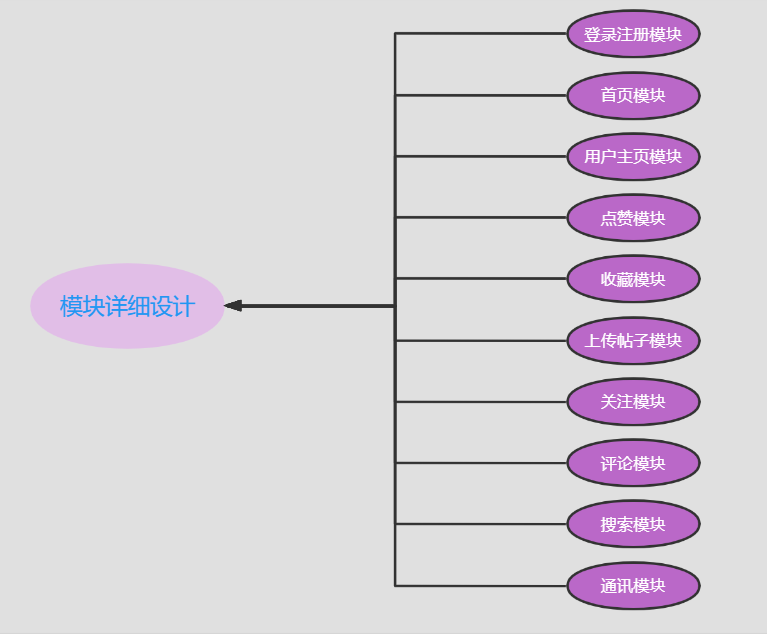 登录注册模块
首页模块
用户主页模块
点赞模块
收藏模块
模块详细设计
上传帖子模块
关注模块
评论模块
搜索模块
通讯模块